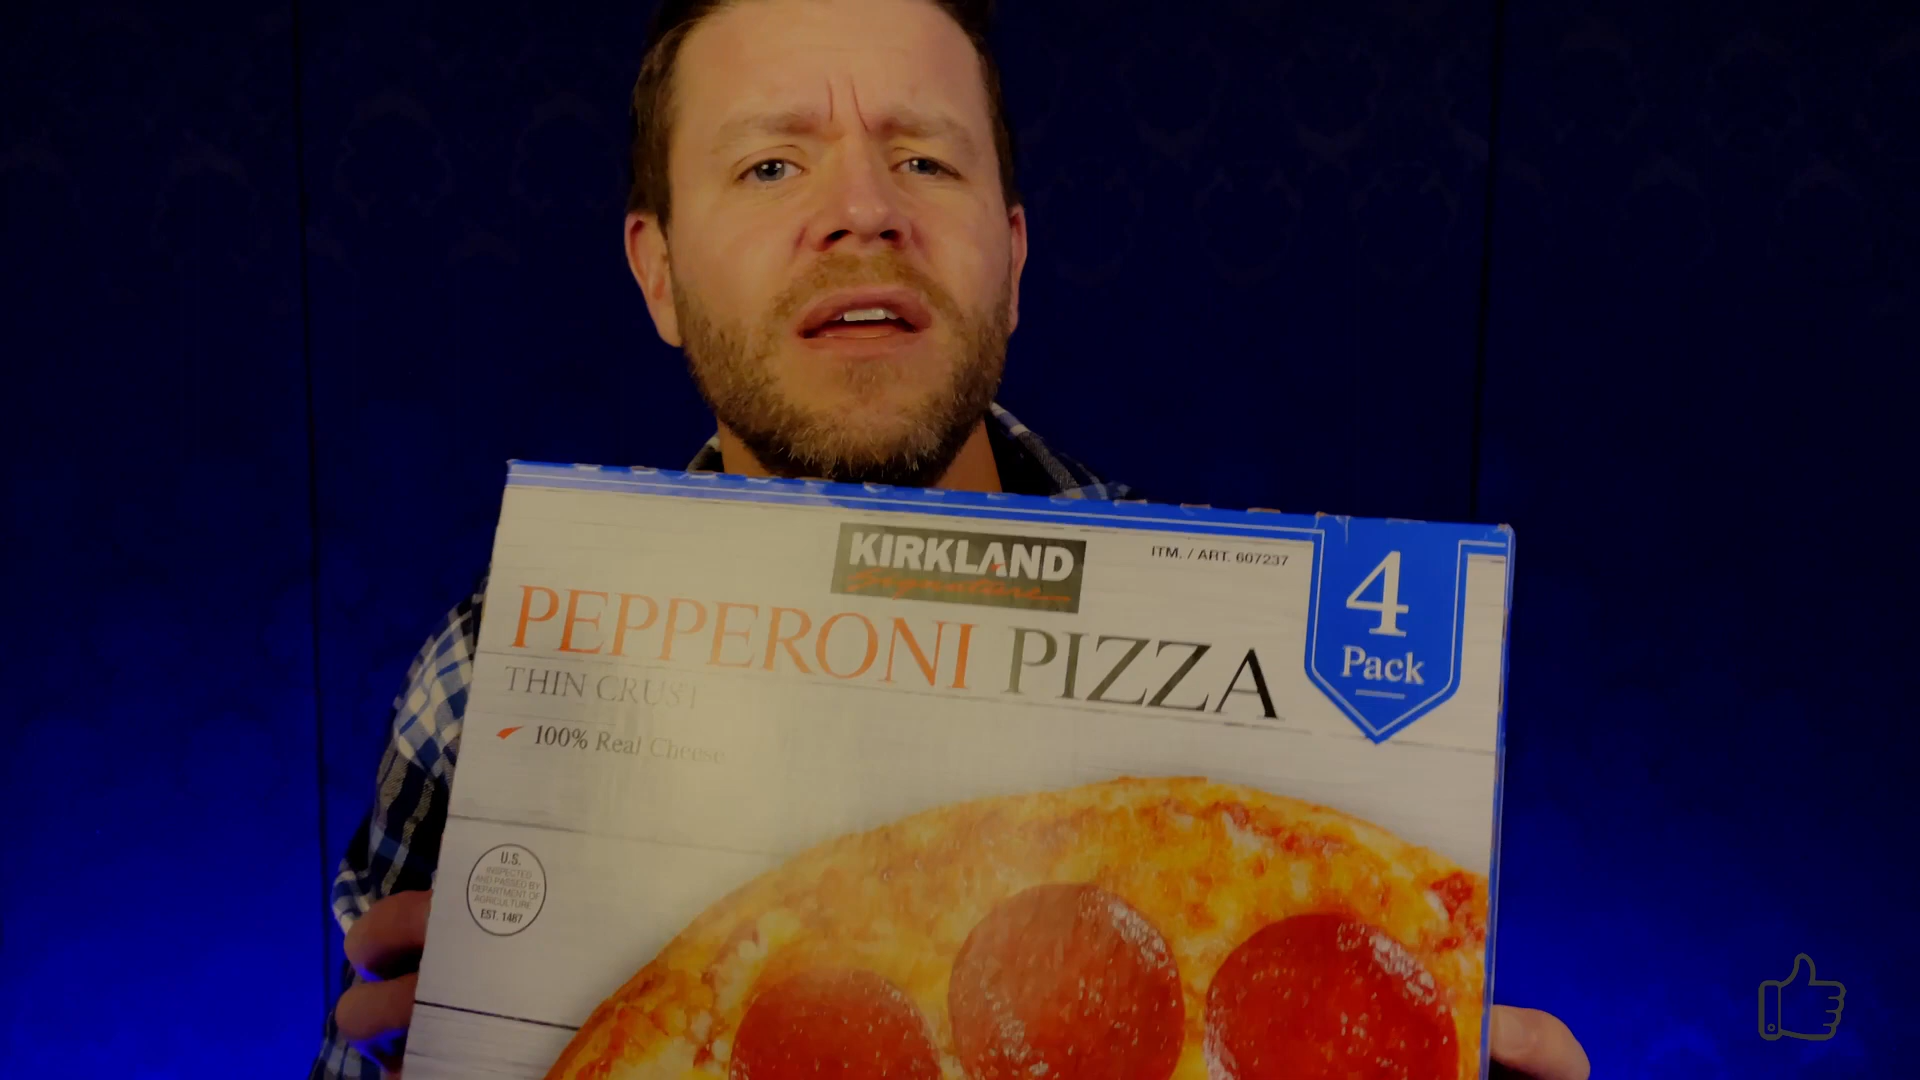 KIRKLAND
Signature
ITM. / ART. 607237
PEPPERONI PIZZA
THIN CRUST
100% Real Cheese
4
Pack
U.S.
INSPECTED
AND PASSED BY
DEPARTMENT OF
AGRICULTURE
EST. 1487